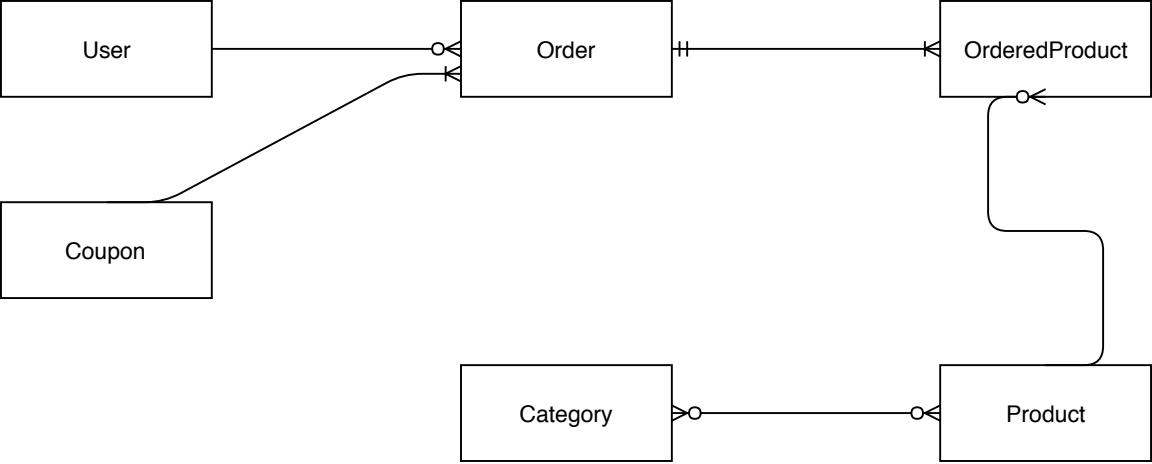 User
Order
OrderedProduct
Coupon
Category
Product